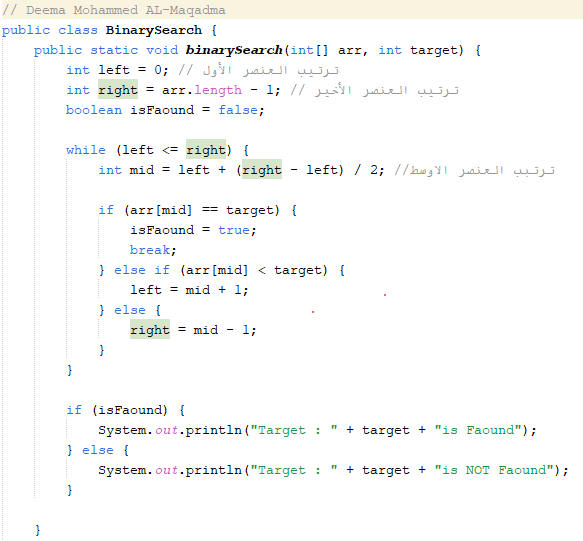 // Deema Mohammed AL-Maqadma
public class BinarySearch {
    public static void binarySearch(int[] arr, int target) {
        int left = 0; // ترتيب العنصر الأول
        int right = arr.length - 1; // ترتيب العنصر الأخير
        boolean isFaound = false;

        while (left <= right) {
            int mid = left + (right - left) / 2; //ترتيب العنصر الاوسط

            if (arr[mid] == target) {
                isFaound = true;
                break;
            } else if (arr[mid] < target) {
                left = mid + 1;
            } else {
                right = mid - 1;
            }
        }

        if (isFaound) {
            System.out.println("Target : " + target + "is Faound");
        } else {
            System.out.println("Target : " + target + "is NOT Faound");
        }

    }